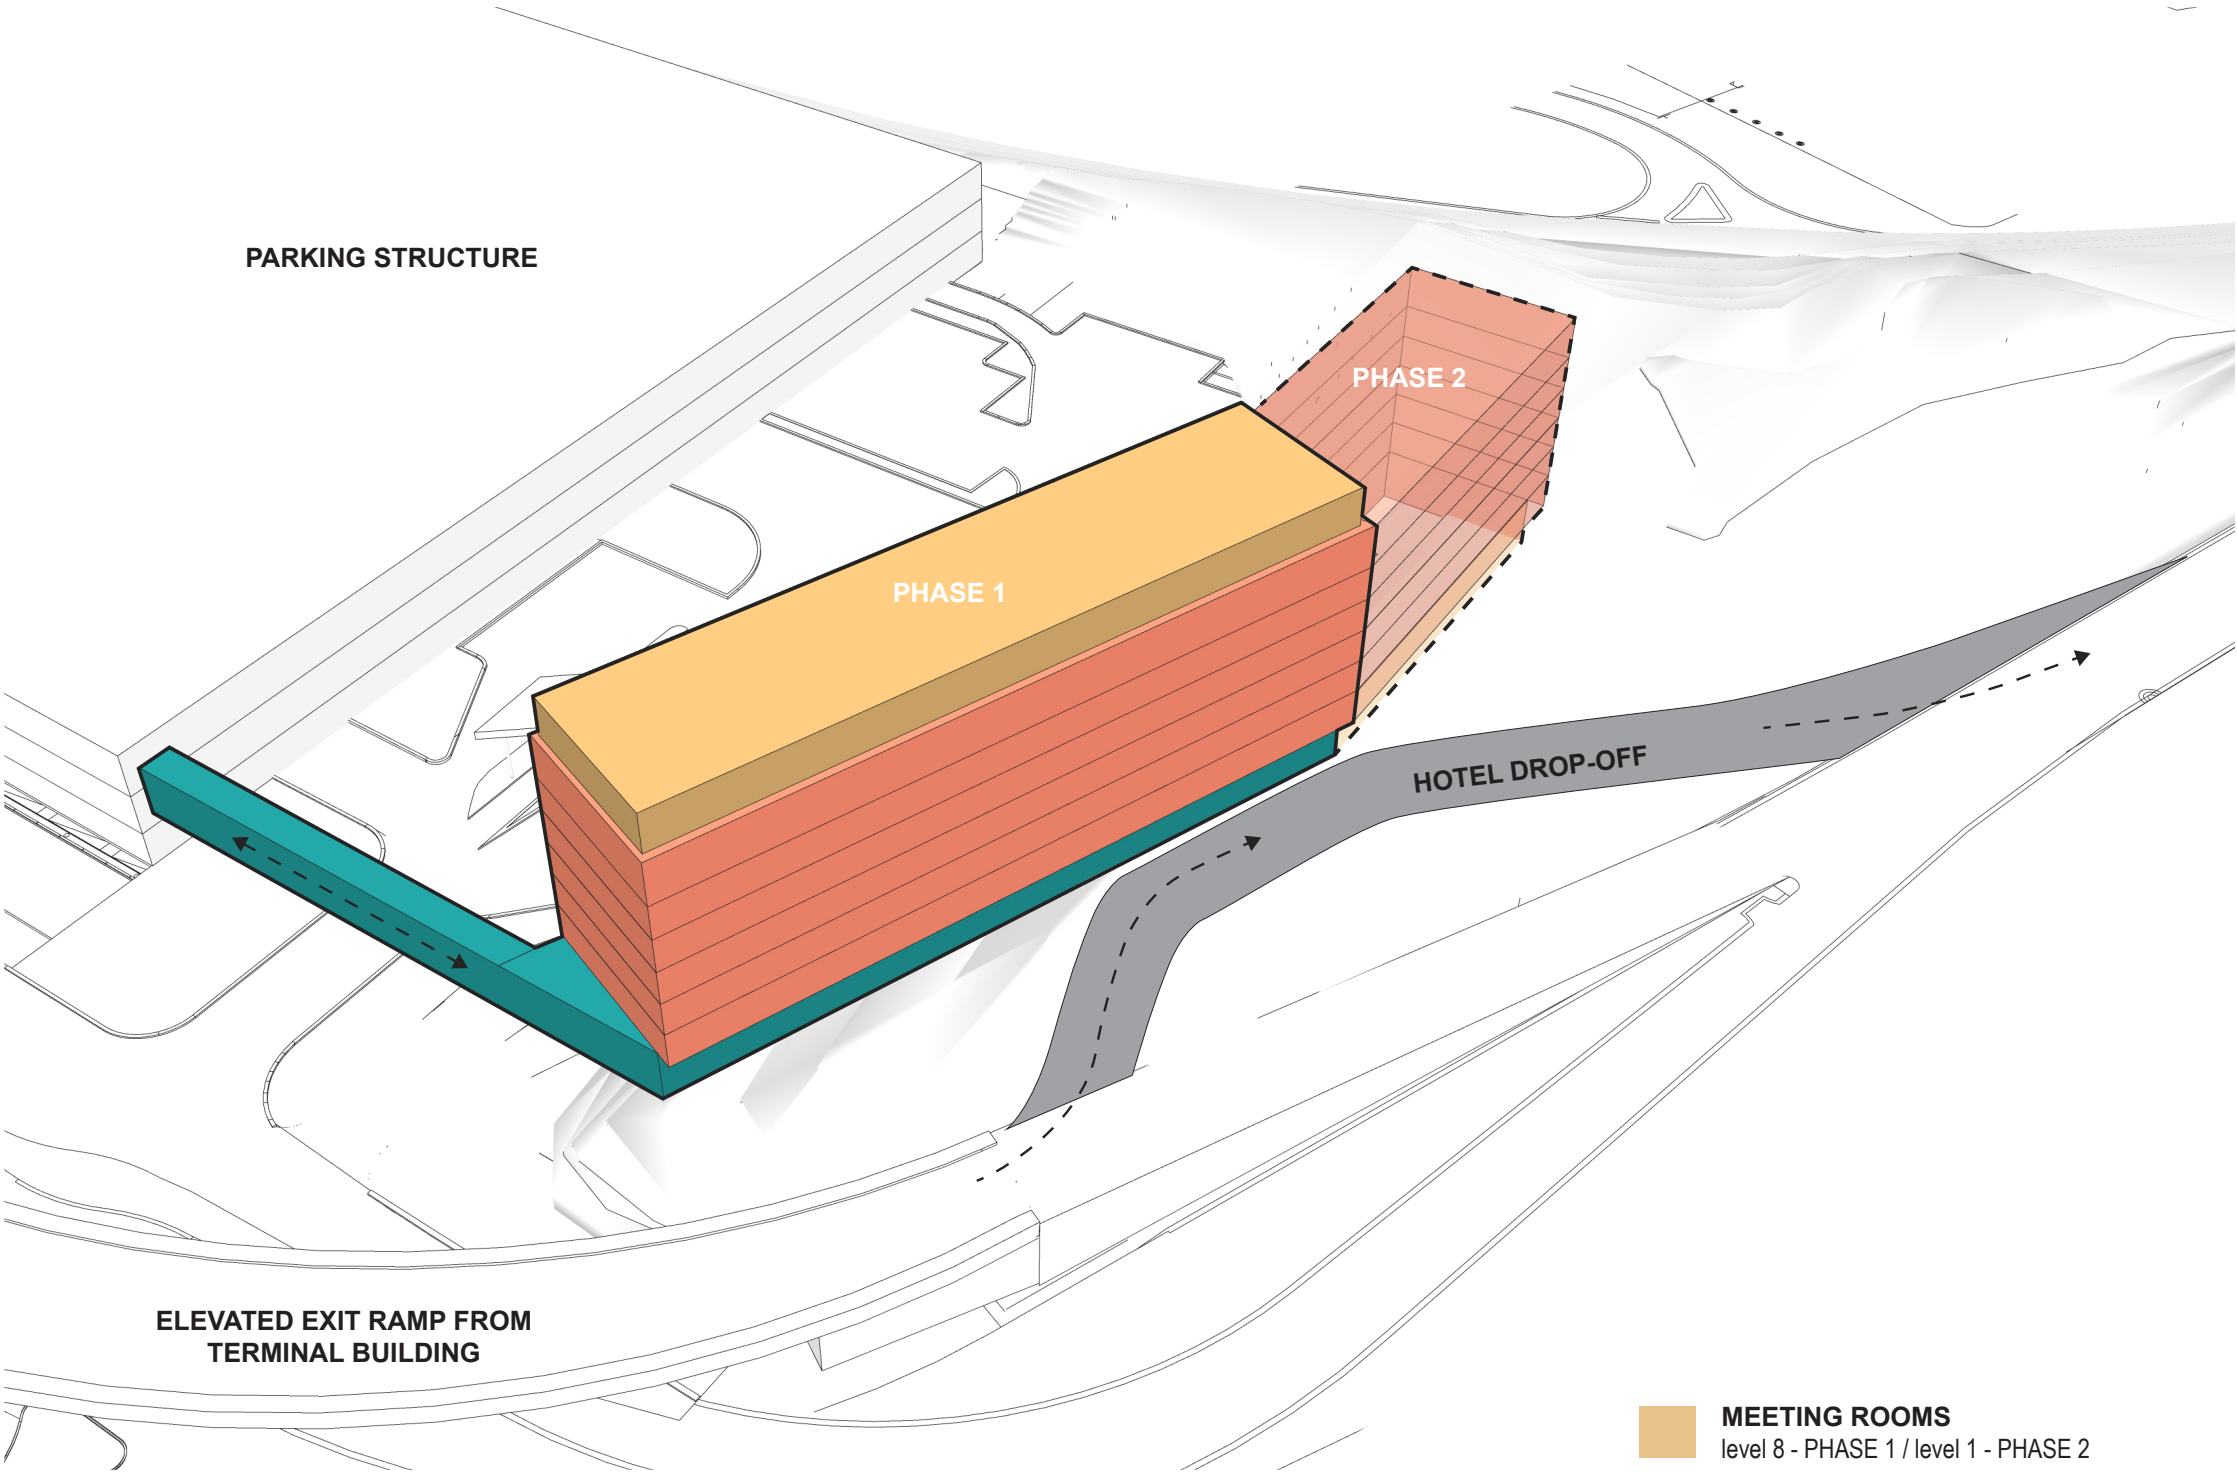 PARKING STRUCTURE
PHASE 2
PHASE 1
HOTEL DROP-OFF
ELEVATED EXIT RAMP FROM
TERMINAL BUILDING
MEETING ROOMS
level 8 - PHASE 1 / level 1 - PHASE 2